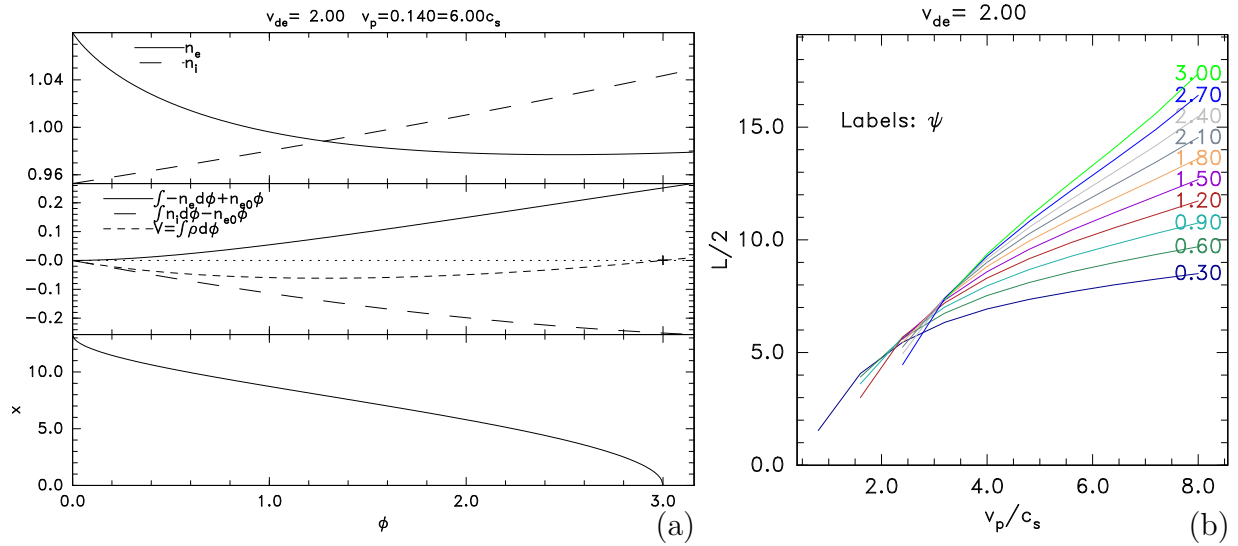 v_de= 2.00 v_p=0.140=6.00c_s
n_e
n_i
1.04
1.00
0.96
∫−n_e dϕ+n_e0ϕ
∫n_i dϕ−n_e0ϕ
V=∫ρdϕ
0.2
0.1
−0.0
−0.1
−0.2
10.0
5.0
0.0
x
0.0 1.0 2.0 3.0
ϕ
(a)
v_de= 2.00
Labels: ψ
3.00
2.70
2.40
2.10
1.80
1.50
1.20
0.90
0.60
0.30
15.0
10.0
5.0
0.0
L/2
2.0 4.0 6.0 8.0
v_p/c_s
(b)